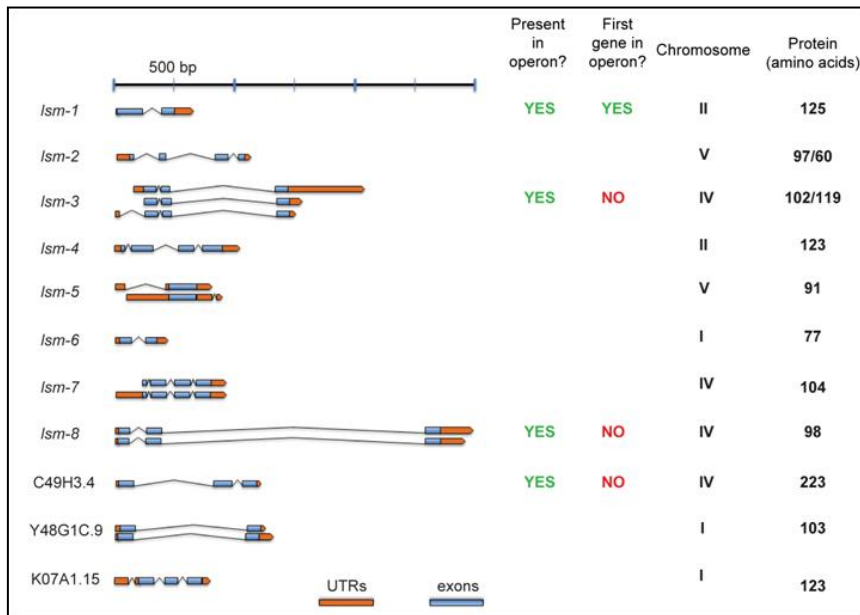 Present in operon? First gene in operon? Chromosome Protein (amino acids)
500 bp
lsm-1 YES YES II 125
lsm-2 V 97/60
lsm-3 YES NO IV 102/119
lsm-4 II 123
lsm-5 V 91
lsm-6 I 77
lsm-7 IV 104
lsm-8 YES NO IV 98
C49H3.4 YES NO IV 223
Y48G1C.9 I 103
K07A1.15 I 123
UTRs exons